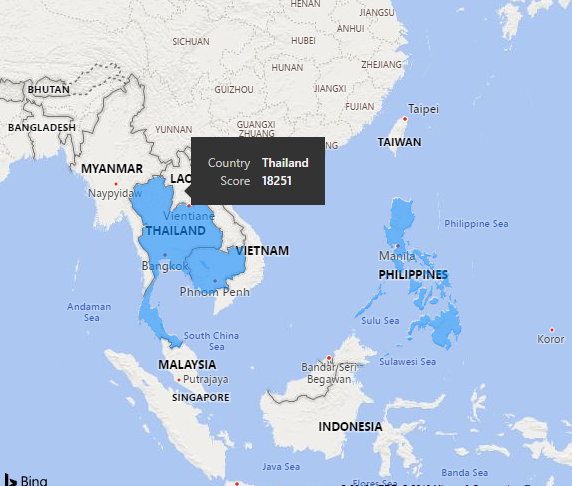 HENAN
JIANGSU
ANHUI
SICHUAN
HUBEI
ZHEJIANG
HUNAN
JIANGXI
GUIZHOU
BHUTAN
FUJIAN
Taipei
YUNNAN
GUANGXI
ZHUANG
BANGLADESH
TAIWAN
Country Thailand
Score 18251
MYANMAR
LAO
Naypyidaw
Vientiane
THAILAND
VIETNAM
Philippine Sea
Manila
PHILIPPINES
Bangkok
Phnom Penh
Andaman
Sea
Sulu Sea
South China
Sea
Koror
MALAYSIA
Bandar Seri
Begawan
Sulawesi Sea
Putrajaya
SINGAPORE
INDONESIA
Java Sea
Banda Sea
Flores Sea
Bing